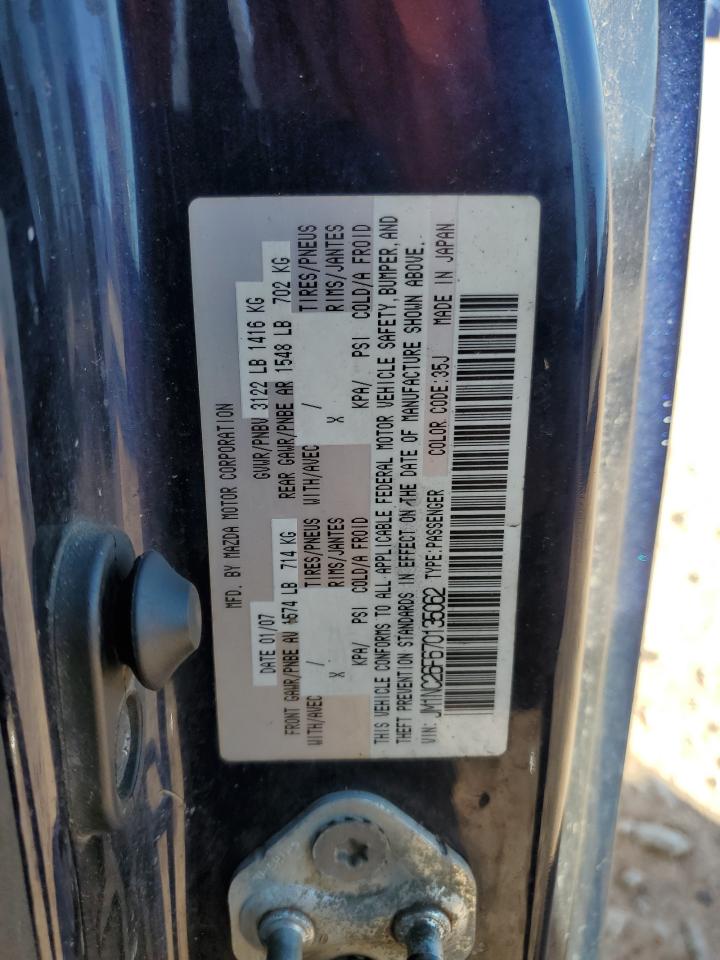 MFD. BY MAZDA MOTOR CORPORATION
DATE 01/07 GVWR/PNBV 3122 LB 1416 KG
FRONT GAWR/PNBE AV 1574 LB 714 KG REAR GAWR/PNBE AR 1548 LB 702 KG
WITH/AVEC / TIRES/PNEUS WITH/AVEC / TIRES/PNEUS
X RIMS/JANTES X RIMS/JANTES
KPA/ PSI COLD/A FROID KPA/ PSI COLD/A FROID
THIS VEHICLE CONFORMS TO ALL APPLICABLE FEDERAL MOTOR VEHICLE SAFETY, BUMPER, AND
THEFT PREVENTION STANDARDS IN EFFECT ON THE DATE OF MANUFACTURE SHOWN ABOVE.
VIN: JM1NC26F670135062 TYPE: PASSENGER COLOR CODE: 35J MADE IN JAPAN